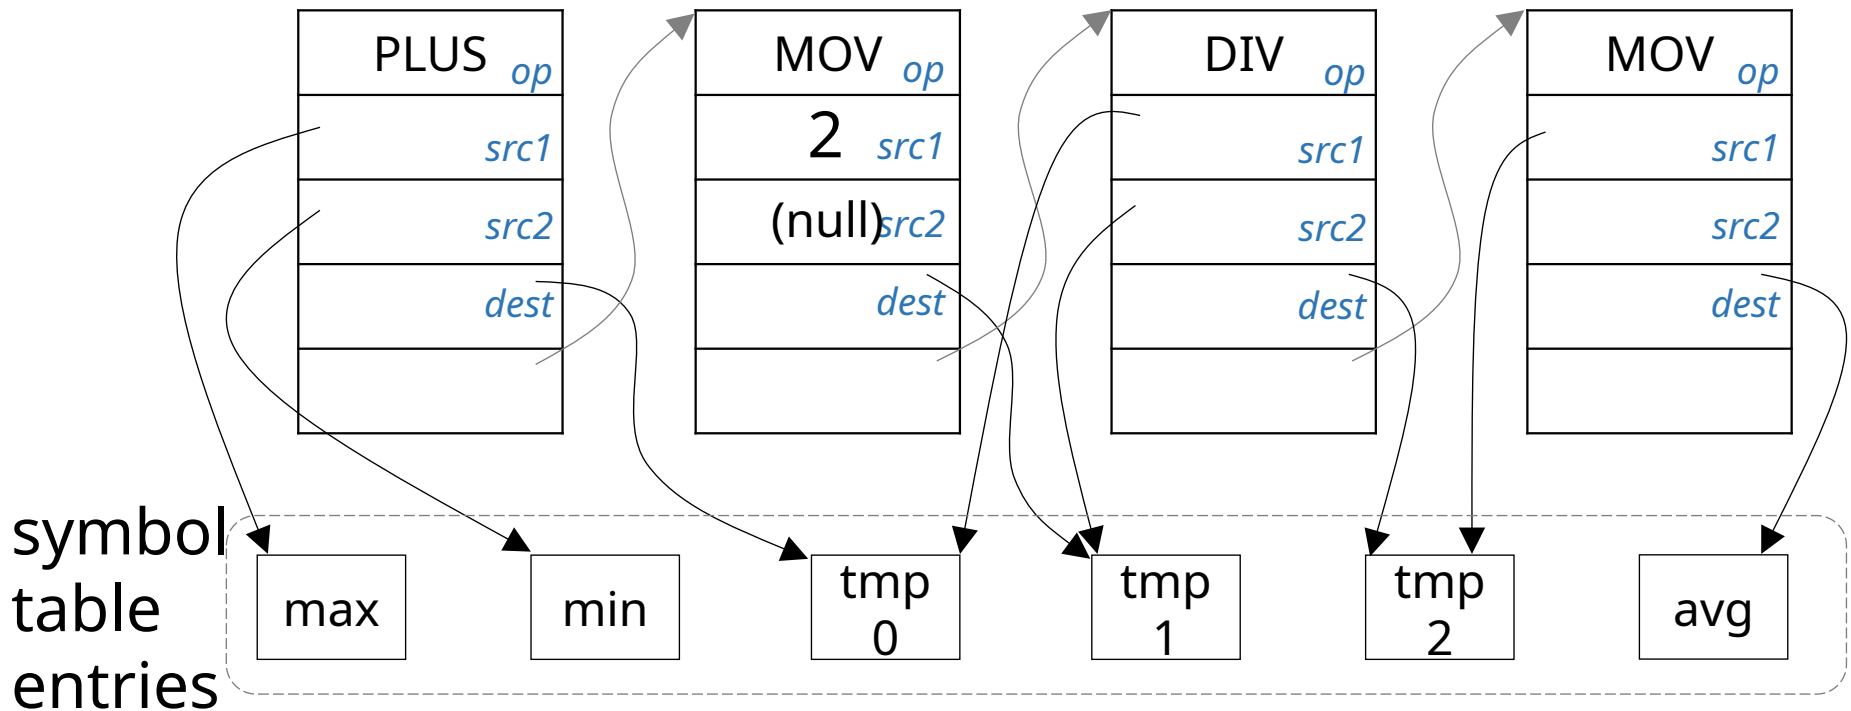 PLUS op
MOV op
DIV op
MOV op
src1
2 src1
src1
src1
src2
(null) src2
src2
src2
dest
dest
dest
dest
symbol
table
entries
max
min
tmp
0
tmp
1
tmp
2
avg